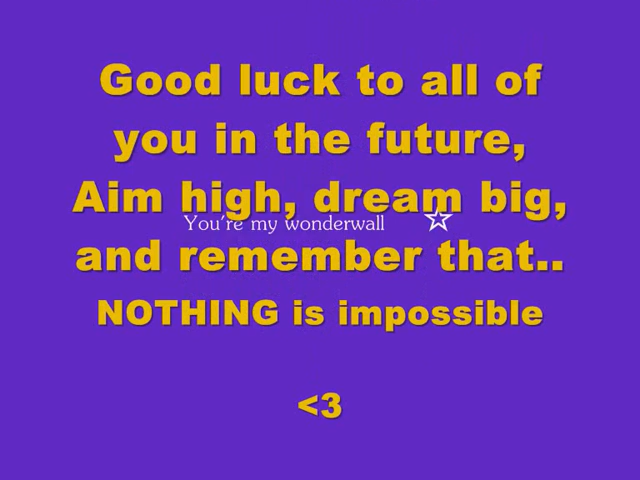 Good luck to all of
you in the future,
Aim high, dream big,
You're my wonderwall ☆
and remember that..
NOTHING is impossible
<3